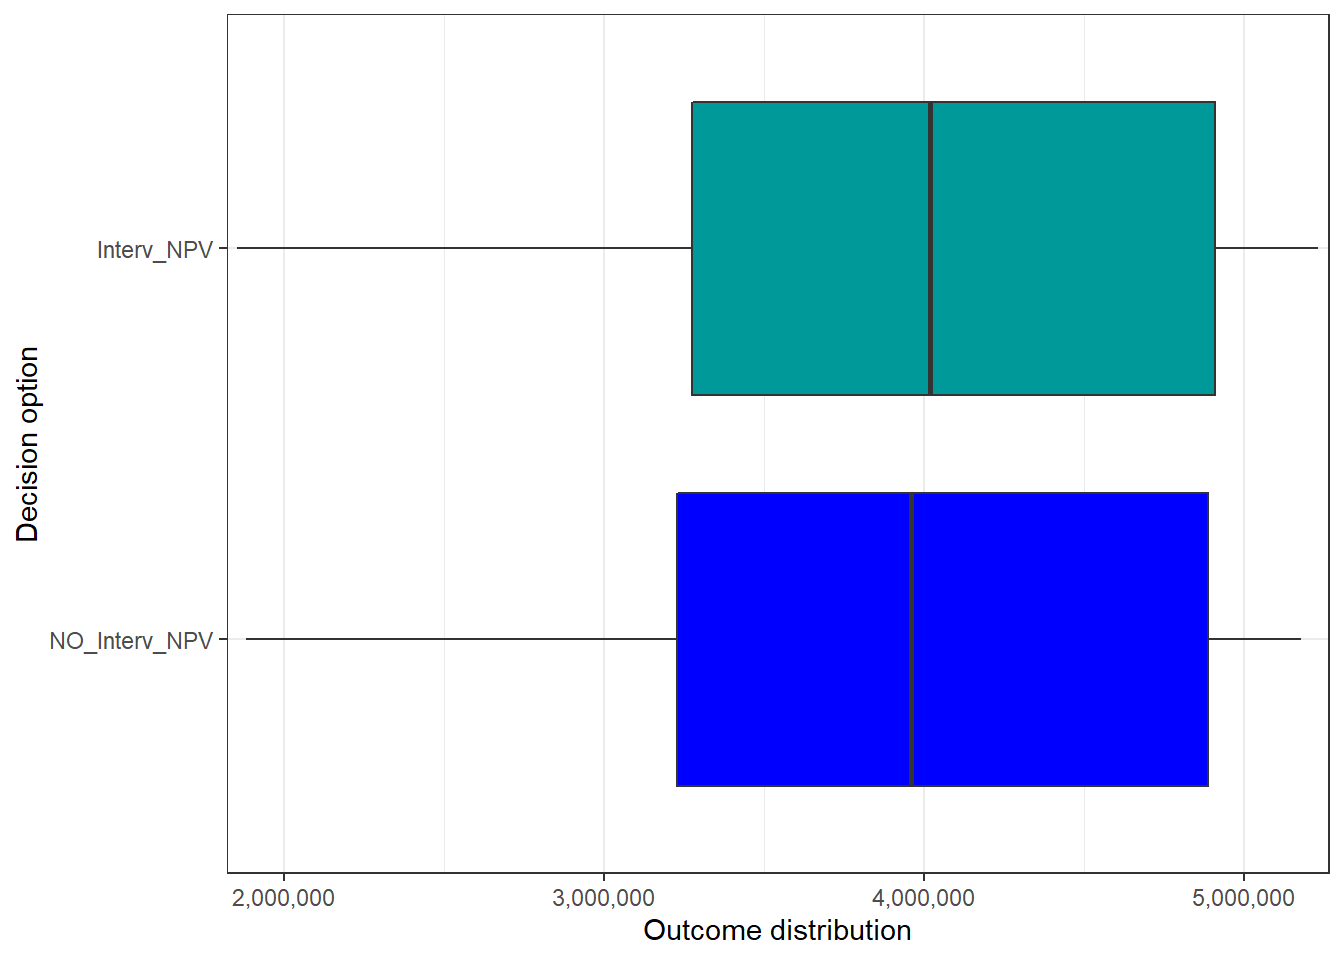 Decision option
Interv_NPV
NO_Interv_NPV
2,000,000
3,000,000
4,000,000
5,000,000
Outcome distribution